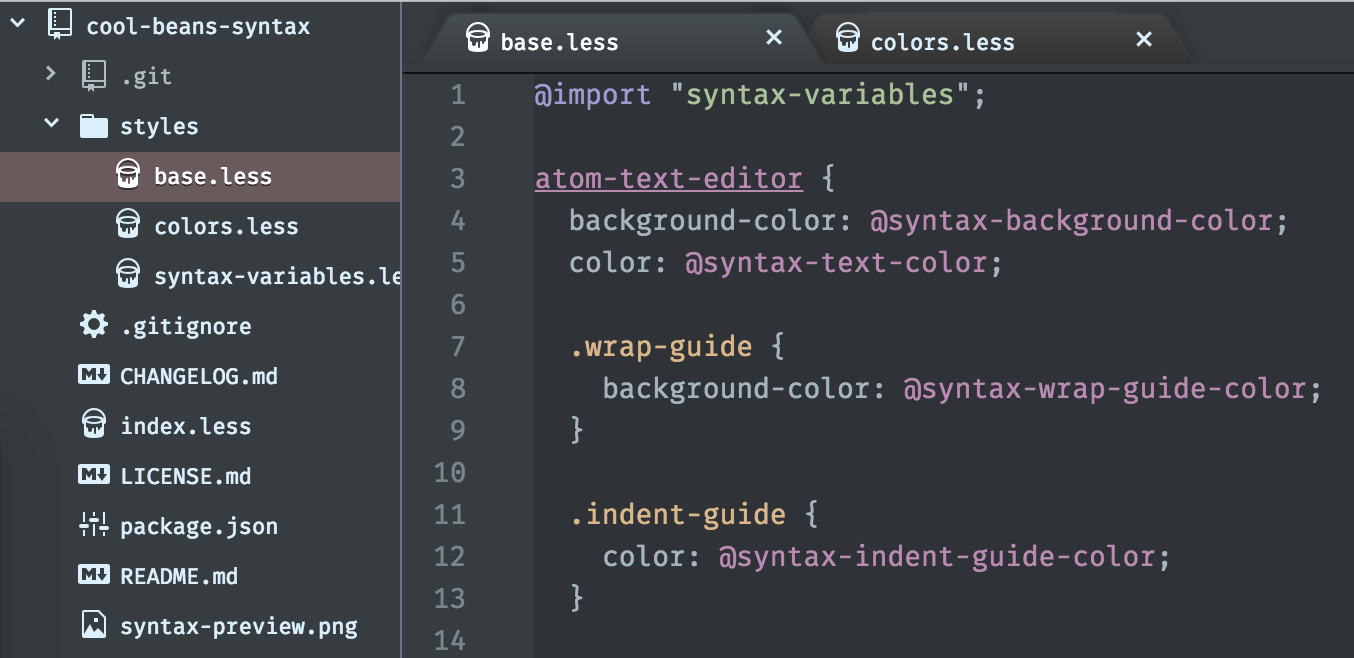 cool-beans-syntax
.git
styles
base.less
colors.less
syntax-variables.le
.gitignore
CHANGELOG.md
index.less
LICENSE.md
package.json
README.md
syntax-preview.png
base.less
colors.less
1 @import "syntax-variables";
2
3 atom-text-editor {
4 background-color: @syntax-background-color;
5 color: @syntax-text-color;
6
7 .wrap-guide {
8 background-color: @syntax-wrap-guide-color;
9 }
10
11 .indent-guide {
12 color: @syntax-indent-guide-color;
13 }
14